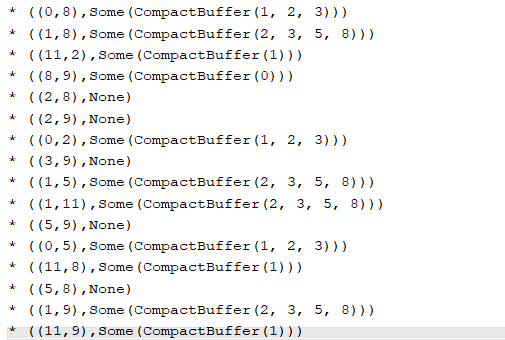 * ((0,8),Some(CompactBuffer(1, 2, 3)))
* ((1,8),Some(CompactBuffer(2, 3, 5, 8)))
* ((11,2),Some(CompactBuffer(1)))
* ((8,9),Some(CompactBuffer(0)))
* ((2,8),None)
* ((2,9),None)
* ((0,2),Some(CompactBuffer(1, 2, 3)))
* ((3,9),None)
* ((1,5),Some(CompactBuffer(2, 3, 5, 8)))
* ((1,11),Some(CompactBuffer(2, 3, 5, 8)))
* ((5,9),None)
* ((0,5),Some(CompactBuffer(1, 2, 3)))
* ((11,8),Some(CompactBuffer(1)))
* ((5,8),None)
* ((1,9),Some(CompactBuffer(2, 3, 5, 8)))
* ((11,9),Some(CompactBuffer(1)))